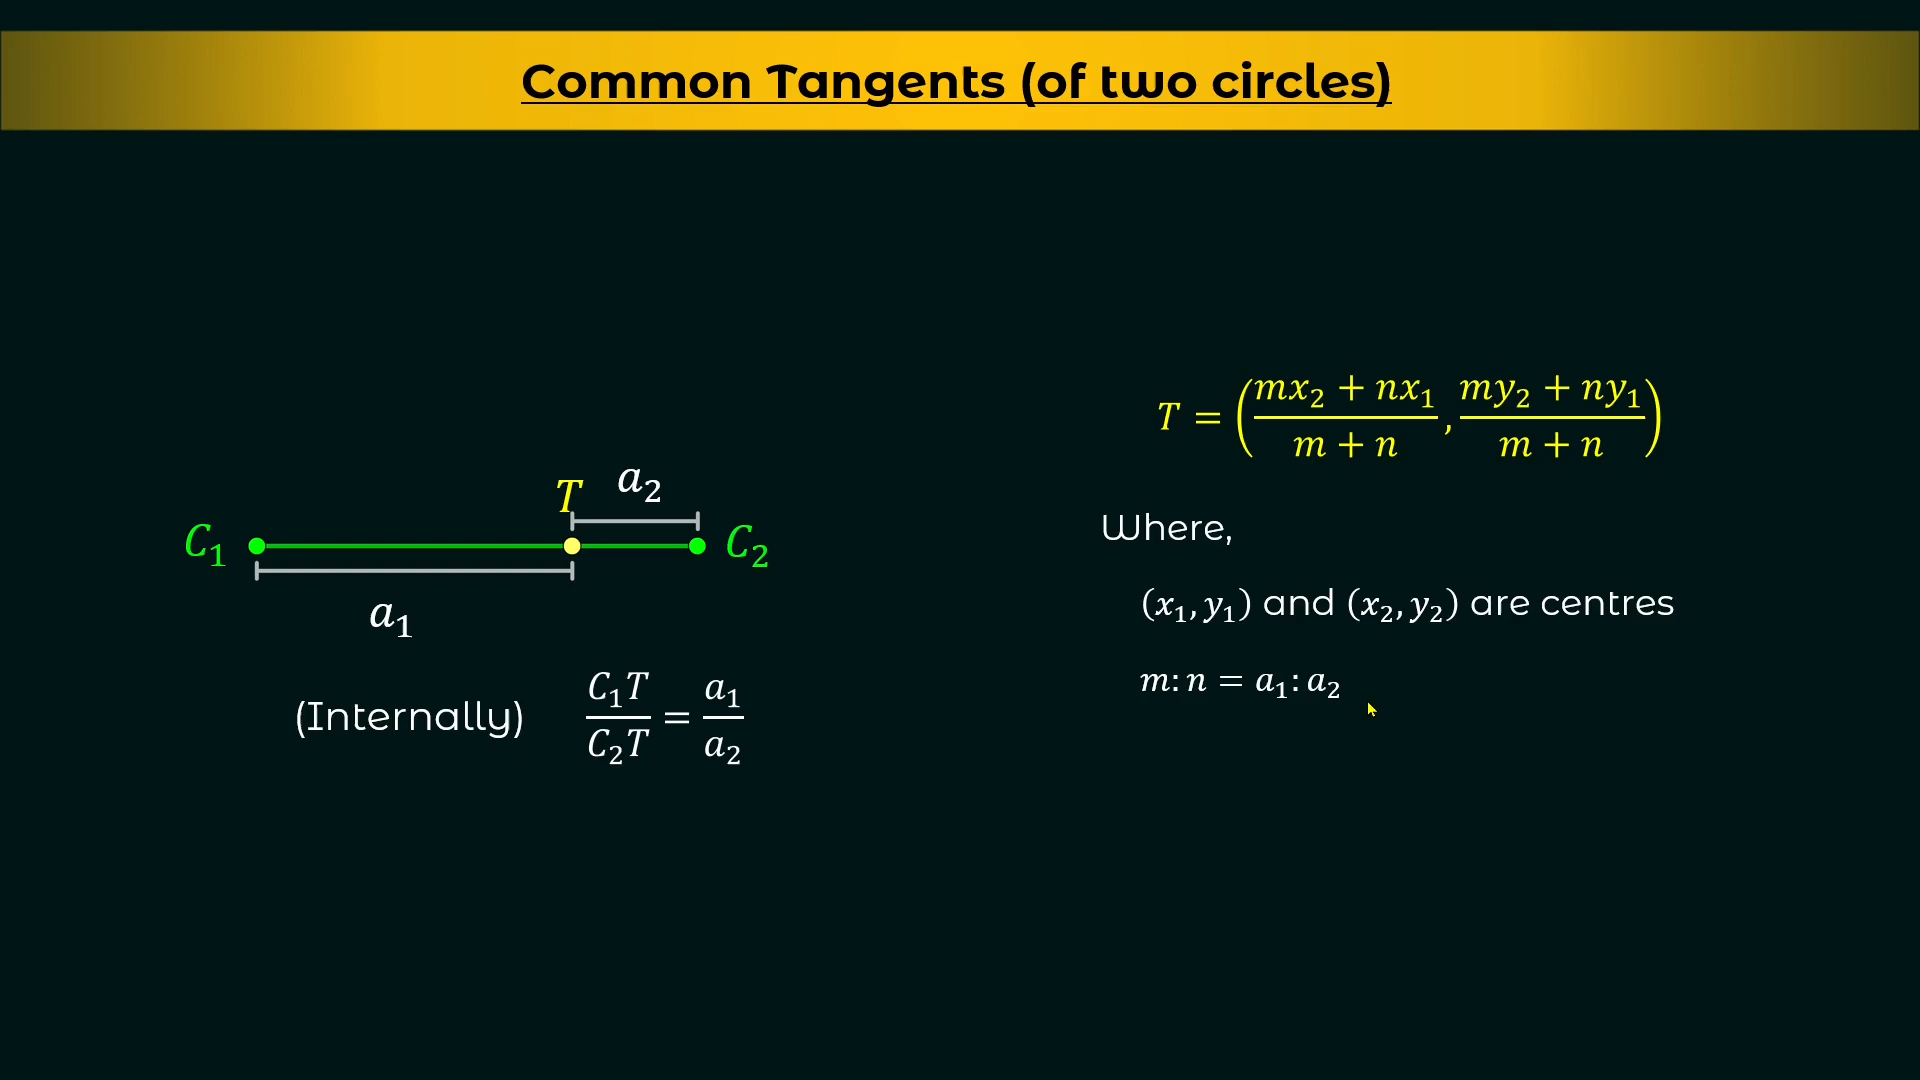 Common Tangents (of two circles)
T = (mx₂ + nx₁ / m + n , my₂ + ny₁ / m + n)
T a₂
C₁ C₂
a₁
Where,
(x₁, y₁) and (x₂, y₂) are centres
m: n = a₁: a₂
(Internally) C₁T / C₂T = a₁ / a₂